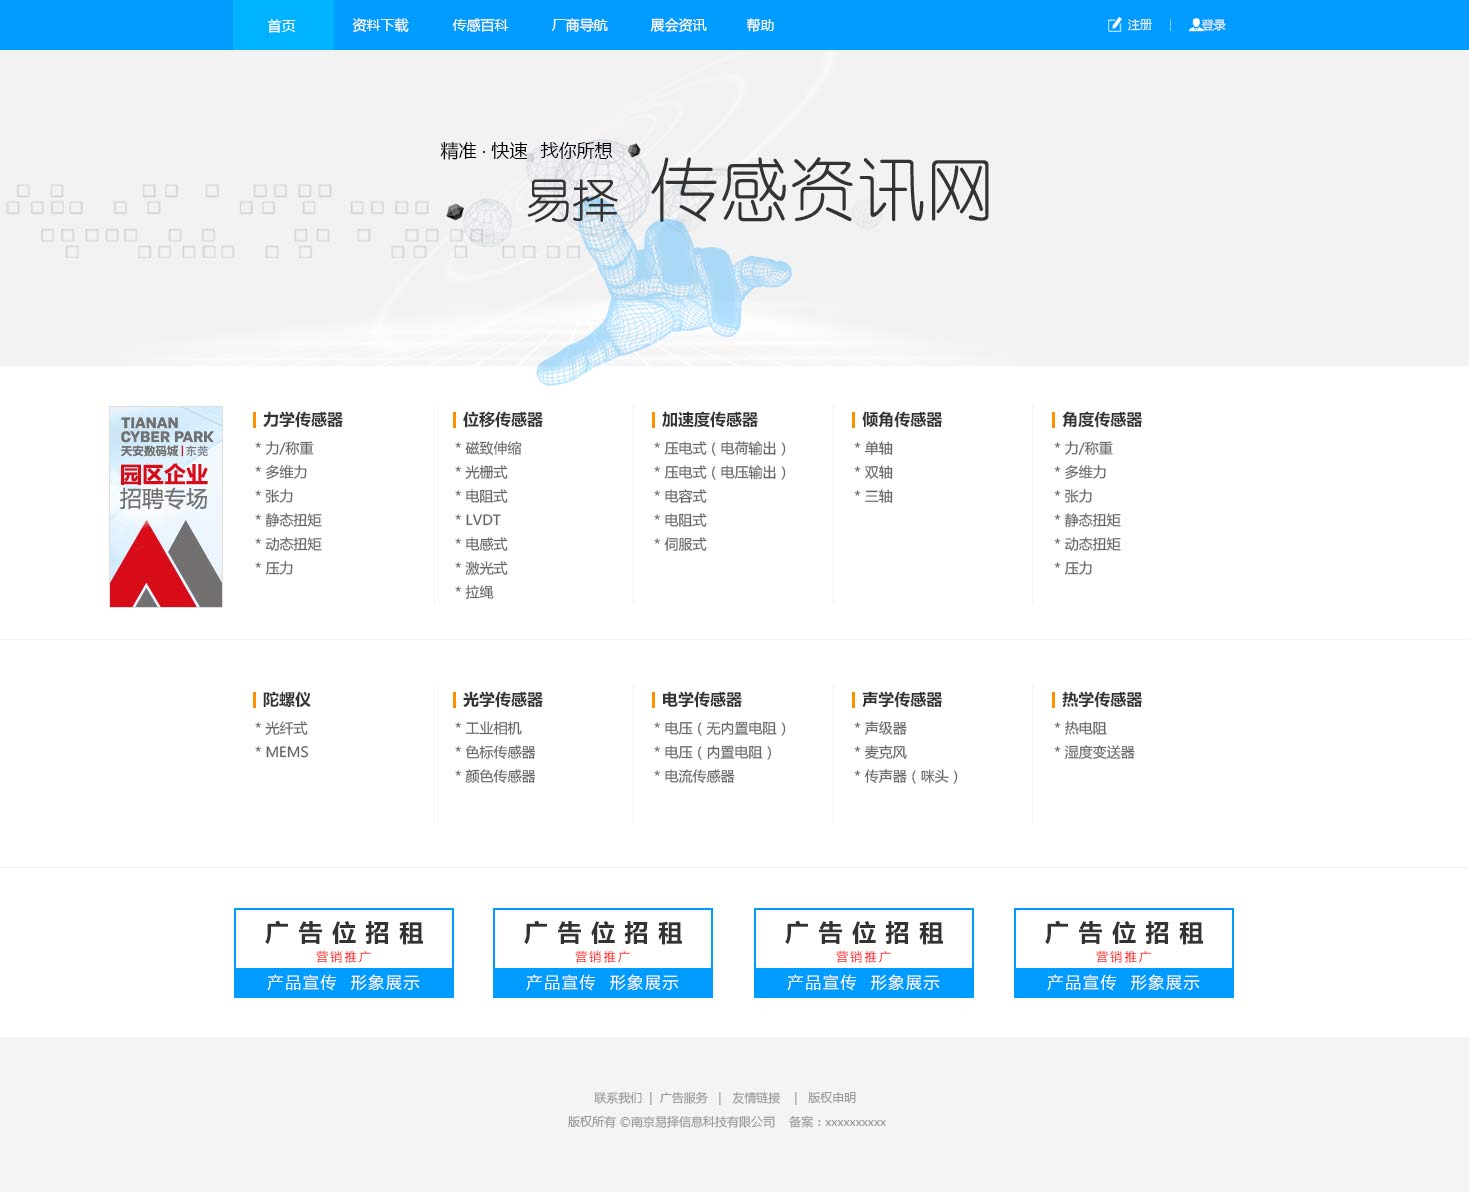 首页 资料下载 传感百科 厂商导航 展会资讯 帮助 注册 | 登录
精准 · 快速 找你所想
易择 传感资讯网
TIANAN
CYBER PARK
天安数码城|东莞
园区企业
招聘专场
力学传感器
* 力/称重
* 多维力
* 张力
* 静态扭矩
* 动态扭矩
* 压力
位移传感器
* 磁致伸缩
* 光栅式
* 电阻式
* LVDT
* 电感式
* 激光式
* 拉绳
加速度传感器
* 压电式（电荷输出）
* 压电式（电压输出）
* 电容式
* 电阻式
* 伺服式
倾角传感器
* 单轴
* 双轴
* 三轴
角度传感器
* 力/称重
* 多维力
* 张力
* 静态扭矩
* 动态扭矩
* 压力
陀螺仪
* 光纤式
* MEMS
光学传感器
* 工业相机
* 色标传感器
* 颜色传感器
电学传感器
* 电压（无内置电阻）
* 电压（内置电阻）
* 电流传感器
声学传感器
* 声级器
* 麦克风
* 传声器（咪头）
热学传感器
* 热电阻
* 湿度变送器
广告位招租
营销推广
产品宣传 形象展示
广告位招租
营销推广
产品宣传 形象展示
广告位招租
营销推广
产品宣传 形象展示
广告位招租
营销推广
产品宣传 形象展示
联系我们 | 广告服务 | 友情链接 | 版权申明
版权所有 ©南京易择信息科技有限公司 备案：xxxxxxxxxx